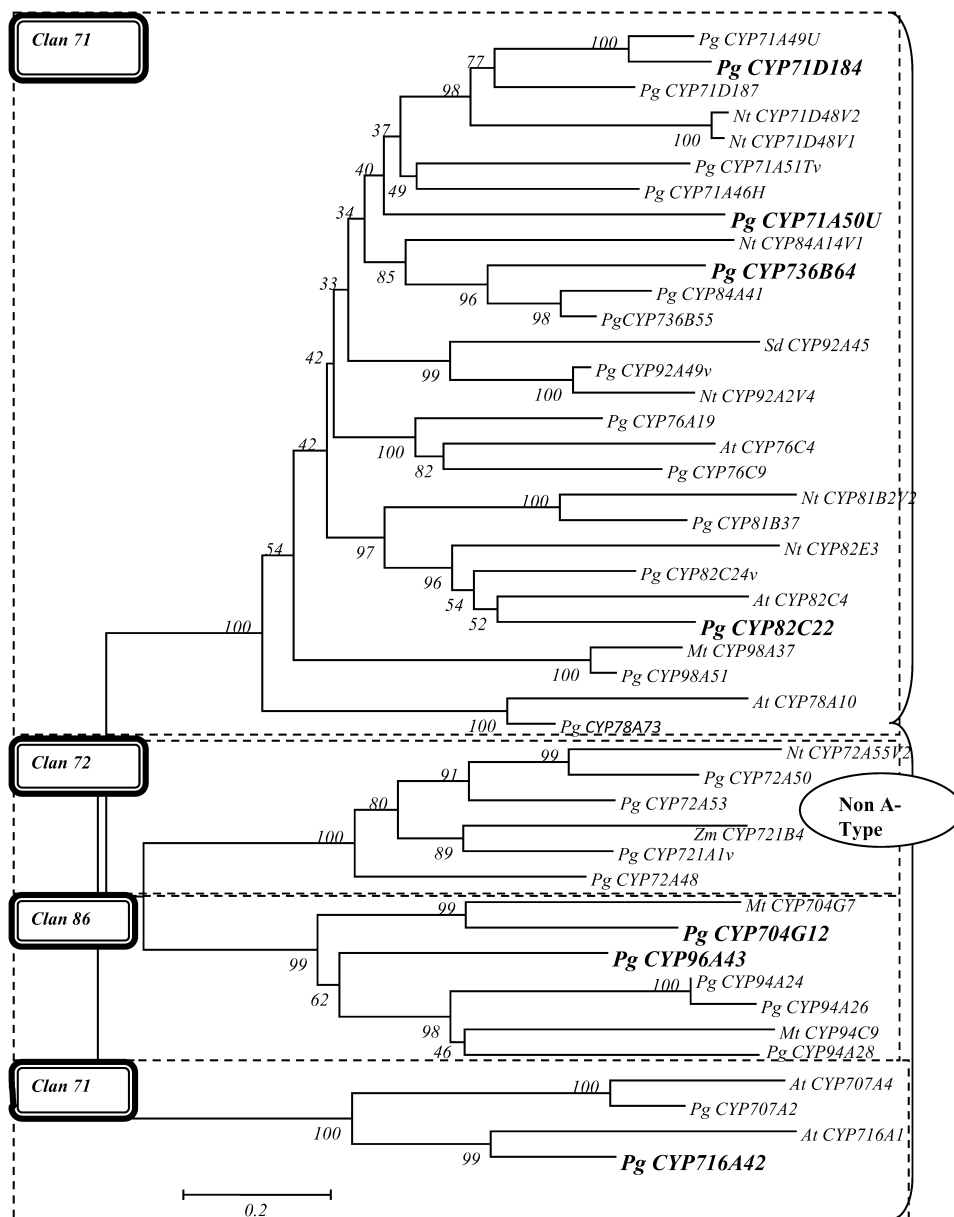 Clan 71
100
Pg CYP71A49U
77
Pg CYP71D184
98
Pg CYP71D187
Nt CYP71D48V2
37
100
Nt CYP71D48V1
40
Pg CYP71A51Tv
49
Pg CYP71A46H
34
Pg CYP71A50U
Nt CYP84A14V1
85
Pg CYP736B64
33
96
Pg CYP84A41
98
PgCYP736B55
Sd CYP92A45
42
99
Pg CYP92A49v
100
Nt CYP92A2V4
Pg CYP76A19
42
100
At CYP76C4
82
Pg CYP76C9
100
Nt CYP81B2V2
Pg CYP81B37
54
97
Nt CYP82E3
96
Pg CYP82C24v
54
At CYP82C4
100
52
Pg CYP82C22
Mt CYP98A37
100
Pg CYP98A51
At CYP78A10
100
Pg CYP78A73
Clan 72
99
Nt CYP72A55V2
91
Pg CYP72A50
80
Pg CYP72A53
Non A-
Type
100
Zm CYP721B4
89
Pg CYP721A1v
Pg CYP72A48
Clan 86
99
Mt CYP704G7
Pg CYP704G12
99
Pg CYP96A43
62
100
Pg CYP94A24
Pg CYP94A26
98
Mt CYP94C9
46
Pg CYP94A28
Clan 71
100
At CYP707A4
Pg CYP707A2
100
At CYP716A1
99
Pg CYP716A42
0.2